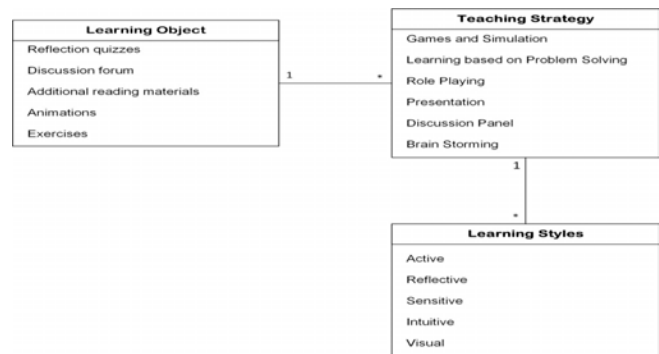 Learning Object
Reflection quizzes
Discussion forum
Additional reading materials
Animations
Exercises
1
*
Teaching Strategy
Games and Simulation
Learning based on Problem Solving
Role Playing
Presentation
Discussion Panel
Brain Storming
1
*
Learning Styles
Active
Reflective
Sensitive
Intuitive
Visual